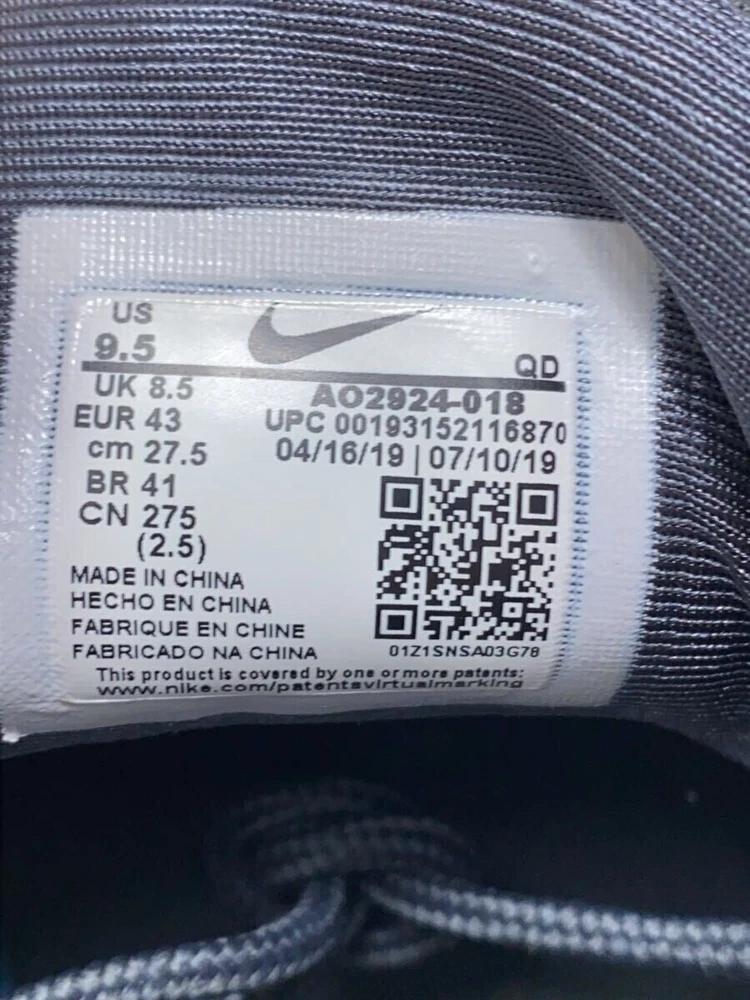 US
9.5
QD
UK 8.5
AO2924-018
EUR 43
UPC 00193152116870
cm 27.5
04/16/19 | 07/10/19
BR 41
CN 275
(2.5)
MADE IN CHINA
HECHO EN CHINA
FABRIQUE EN CHINE
FABRICADO NA CHINA
01Z1SNSA03G78
This product is covered by one or more patents:
www.nike.com/patentsvirtualmarking